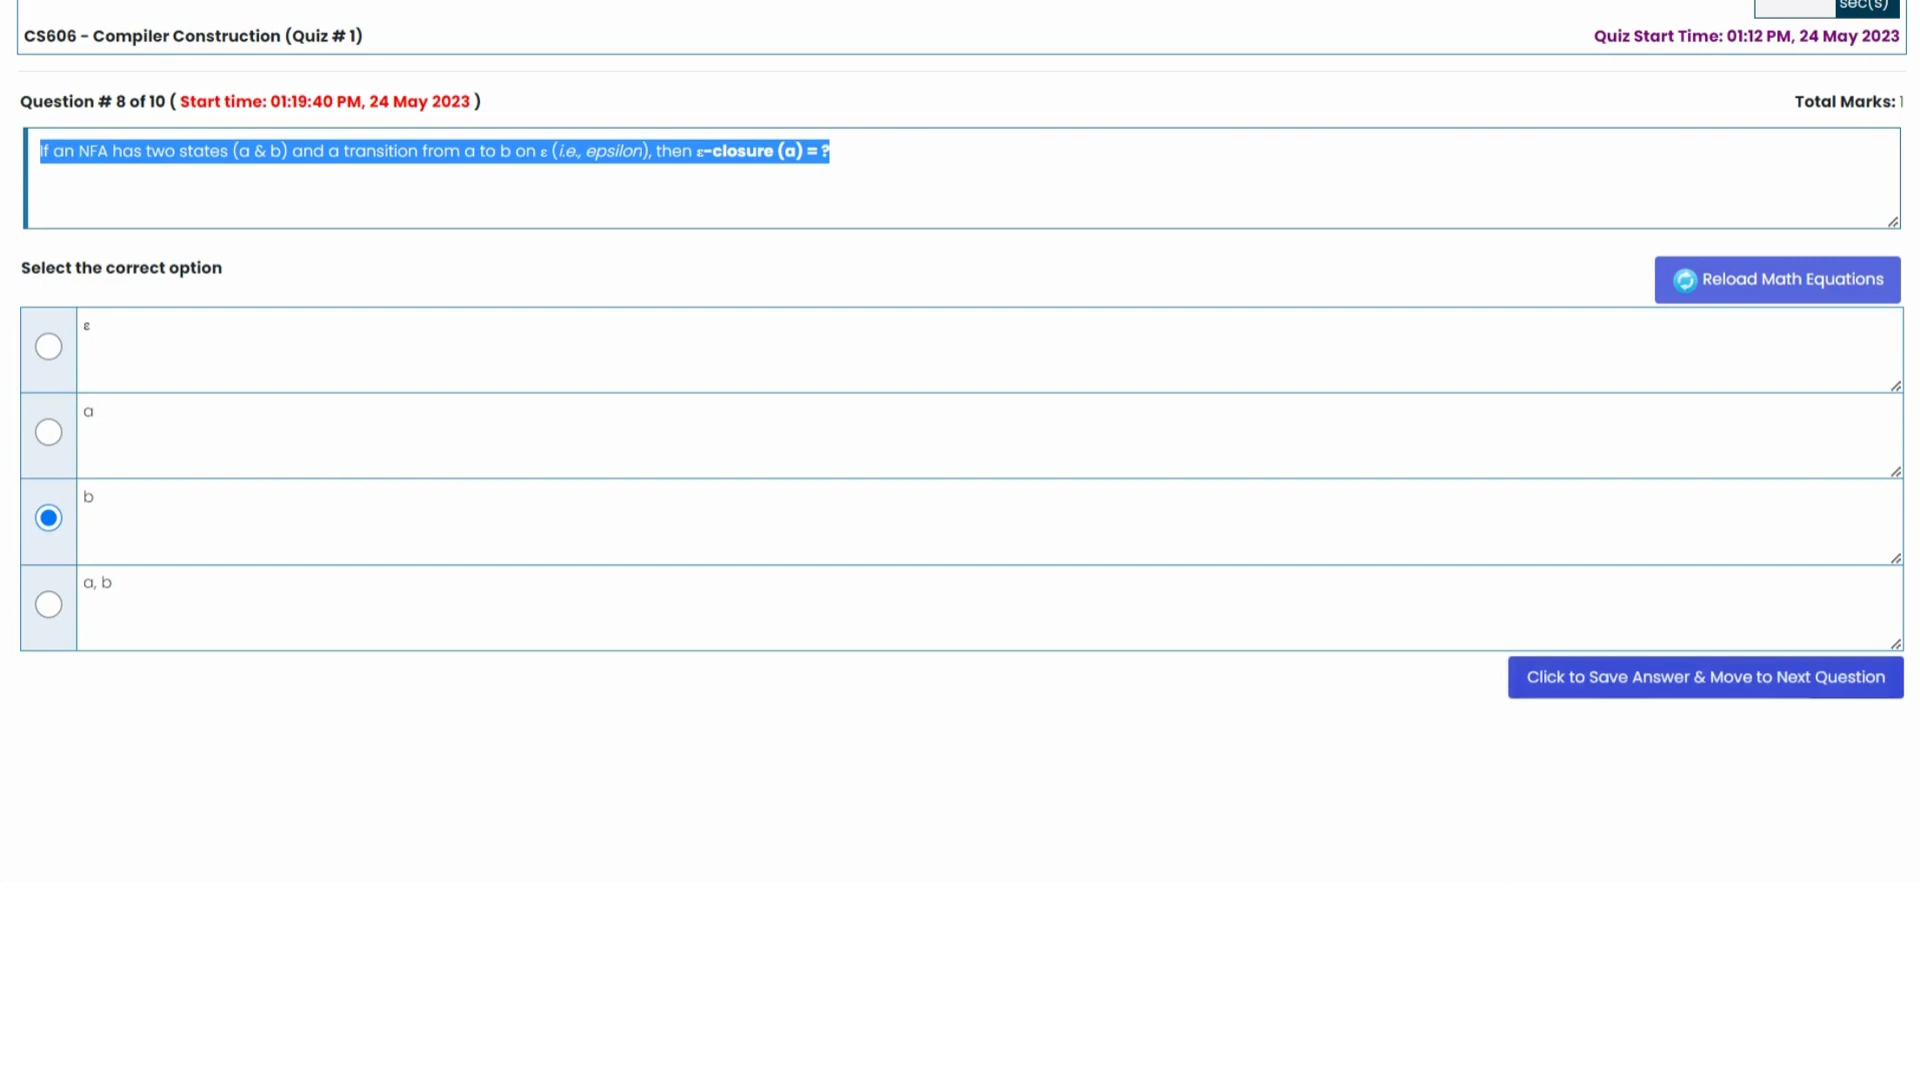 sec(s)
CS606 - Compiler Construction (Quiz # 1)
Quiz Start Time: 01:12 PM, 24 May 2023
Question # 8 of 10 ( Start time: 01:19:40 PM, 24 May 2023 )
Total Marks: 1
If an NFA has two states (a & b) and a transition from a to b on ε (i.e., epsilon), then ε-closure (a) = ?
Select the correct option
Reload Math Equations
ε
a
b
a, b
Click to Save Answer & Move to Next Question